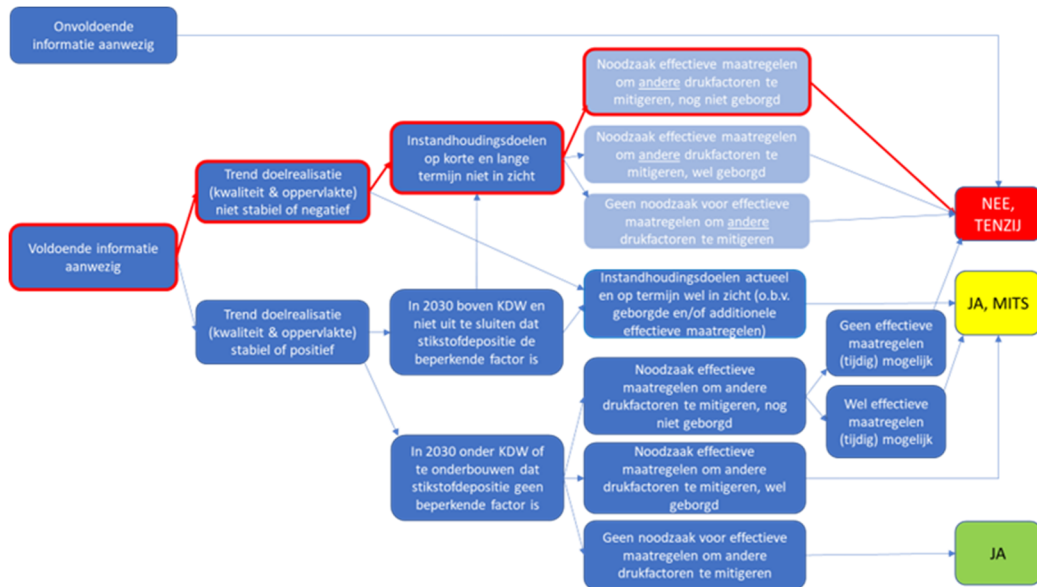 Onvoldoende
informatie aanwezig
Voldoende informatie
aanwezig
Trend doelrealisatie
(kwaliteit & oppervlakte)
niet stabiel of negatief
Trend doelrealisatie
(kwaliteit & oppervlakte)
stabiel of positief
Instandhoudingsdoelen
op korte en lange
termijn niet in zicht
In 2030 boven KDW en
niet uit te sluiten dat
stikstofdepositie de
beperkende factor is
In 2030 onder KDW of
te onderbouwen dat
stikstofdepositie geen
beperkende factor is
Noodzaak effectieve maatregelen
om andere drukfactoren te
mitigeren, nog niet geborgd
Noodzaak effectieve maatregelen
om andere drukfactoren te
mitigeren, wel geborgd
Geen noodzaak voor effectieve
maatregelen om andere
drukfactoren te mitigeren
Instandhoudingsdoelen actueel
en op termijn wel in zicht (o.b.v.
geborgde en/of additionele
effectieve maatregelen)
Noodzaak effectieve
maatregelen om andere
drukfactoren te mitigeren, nog
niet geborgd
Noodzaak effectieve
maatregelen om andere
drukfactoren te mitigeren, wel
geborgd
Geen noodzaak voor effectieve
maatregelen om andere
drukfactoren te mitigeren
Geen effectieve
maatregelen
(tijdig) mogelijk
Wel effectieve
maatregelen
(tijdig) mogelijk
NEE,
TENZIJ
JA, MITS
JA